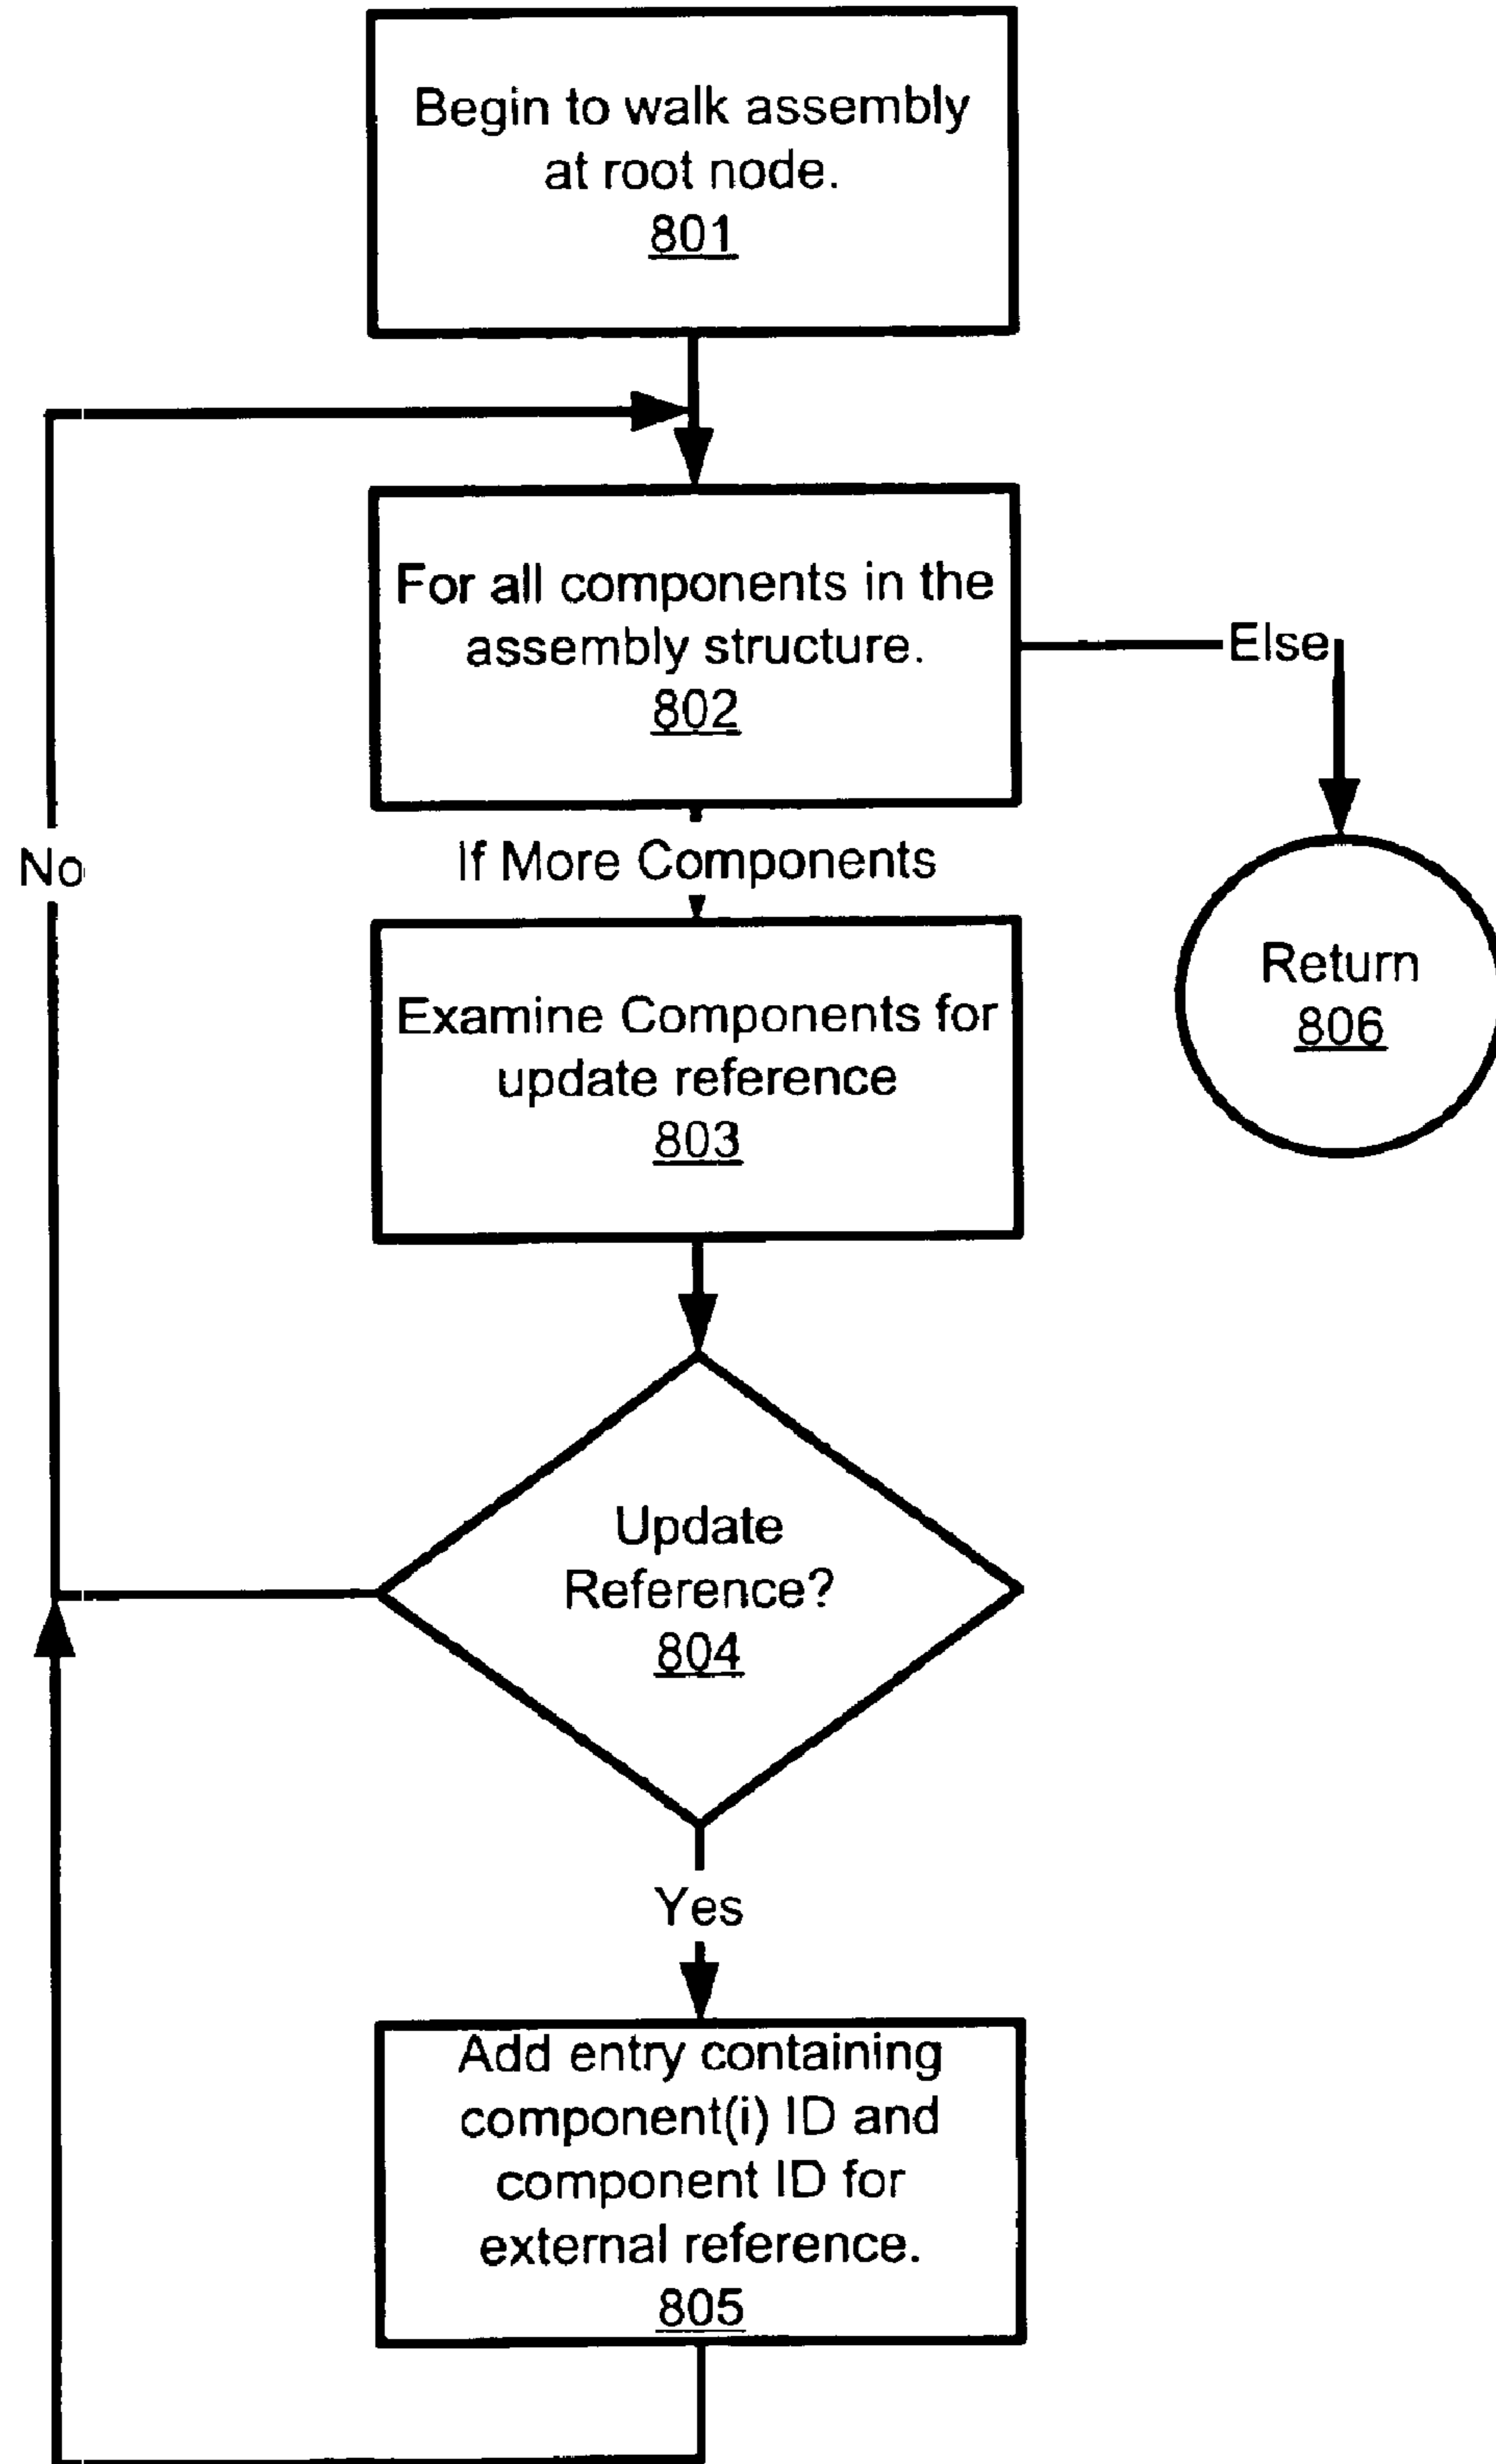 Begin to walk assembly
at root node.
801
For all components in the
assembly structure.
802
Else
If More Components
No
Examine Components for
update reference
803
Return
806
Update
Reference?
804
Yes
Add entry containing
component(i) ID and
component ID for
external reference.
805